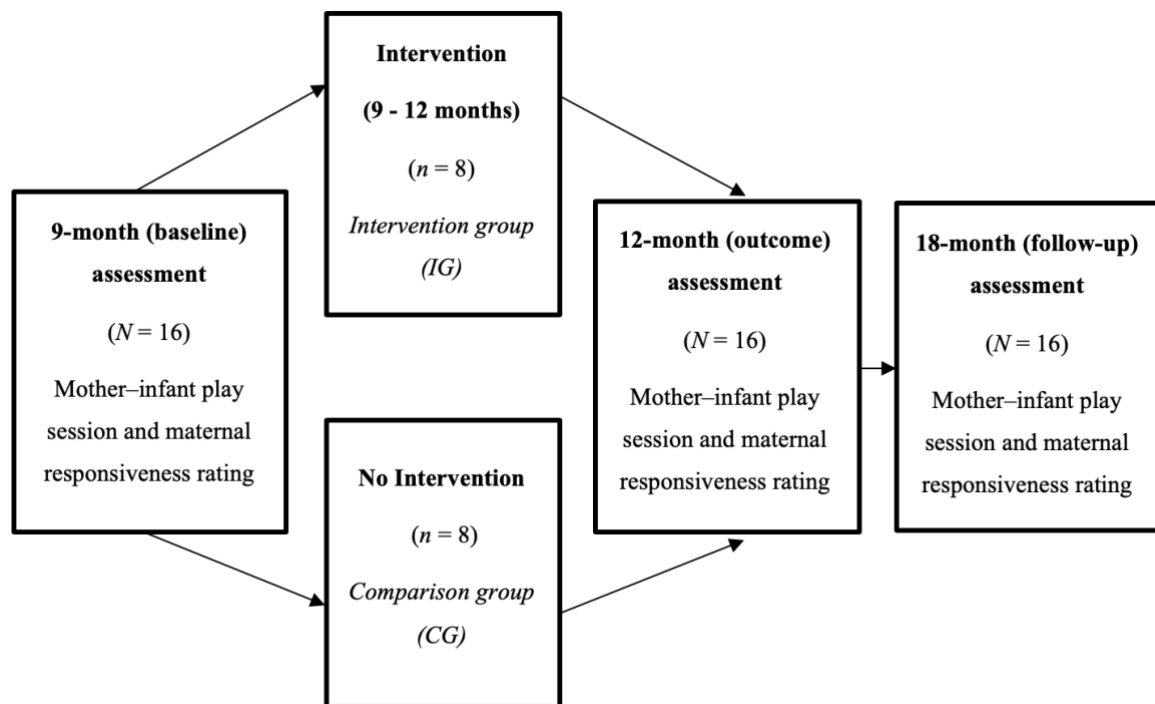 9-month (baseline)
assessment
(N = 16)
Mother–infant play
session and maternal
responsiveness rating
Intervention
(9 - 12 months)
(n = 8)
Intervention group
(IG)
No Intervention
(n = 8)
Comparison group
(CG)
12-month (outcome)
assessment
(N = 16)
Mother–infant play
session and maternal
responsiveness rating
18-month (follow-up)
assessment
(N = 16)
Mother–infant play
session and maternal
responsiveness rating